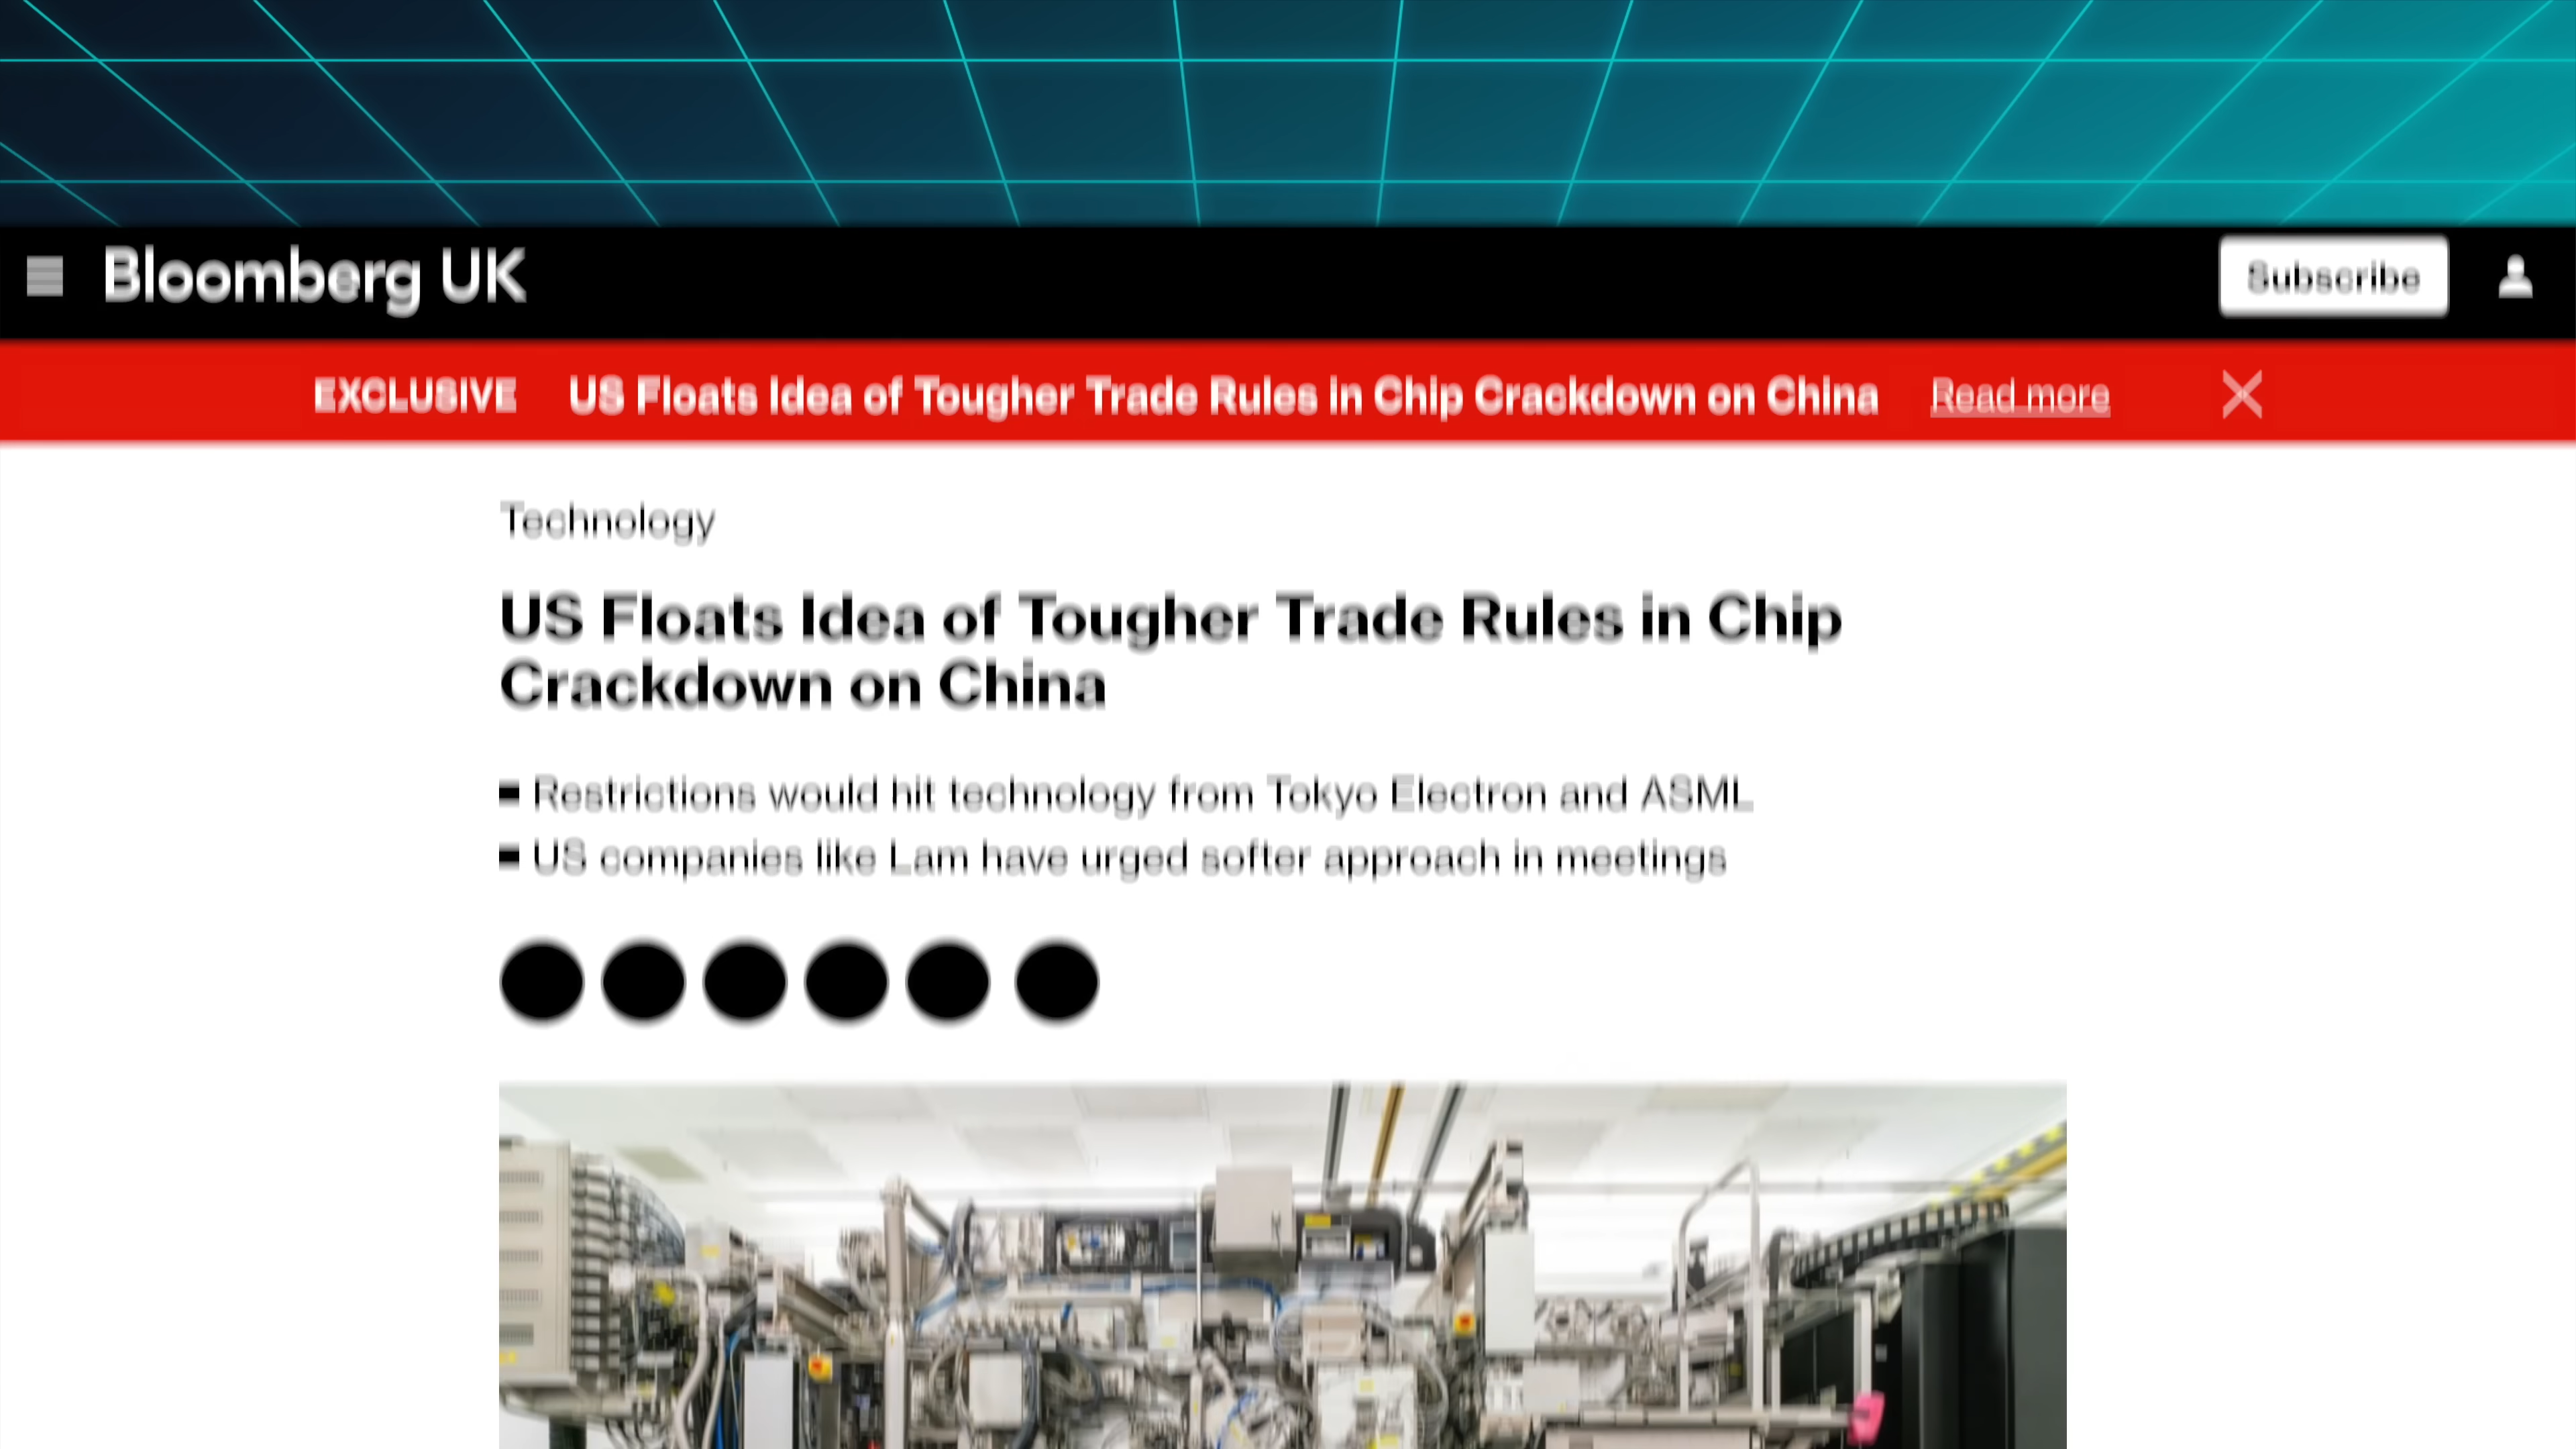 Bloomberg UK
Subscribe
EXCLUSIVE US Floats Idea of Tougher Trade Rules in Chip Crackdown on China Read more
Technology
US Floats Idea of Tougher Trade Rules in Chip
Crackdown on China
Restrictions would hit technology from Tokyo Electron and ASML
US companies like Lam have urged softer approach in meetings